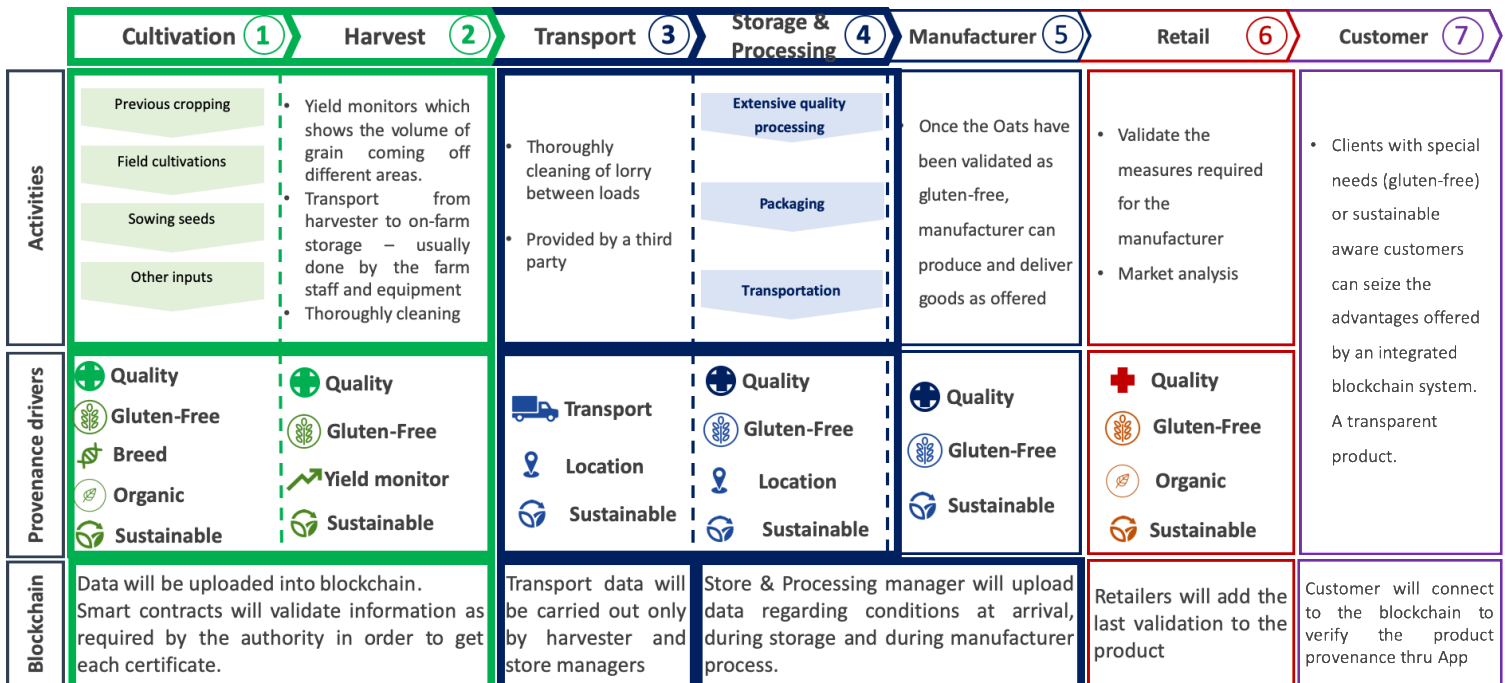 Cultivation 1
Harvest 2
Transport 3
Storage &
Processing 4
Manufacturer 5
Retail 6
Customer 7
Activities
Previous cropping
Field cultivations
Sowing seeds
Other inputs
• Yield monitors which
shows the volume of
grain coming off
different areas.
• Transport from
harvester to on-farm
storage – usually
done by the farm
staff and equipment
• Thoroughly cleaning
• Thoroughly
cleaning of lorry
between loads
• Provided by a third
party
Extensive quality
processing
Packaging
Transportation
• Once the Oats have
been validated as
gluten-free,
manufacturer can
produce and deliver
goods as offered
• Validate the
measures required
for the
manufacturer
• Market analysis
• Clients with special
needs (gluten-free)
or sustainable
aware customers
can seize the
advantages offered
by an integrated
blockchain system.
A transparent
product.
Provenance drivers
Quality
Gluten-Free
Breed
Organic
Sustainable
Quality
Gluten-Free
Yield monitor
Sustainable
Transport
Location
Sustainable
Quality
Gluten-Free
Location
Sustainable
Quality
Gluten-Free
Sustainable
Quality
Gluten-Free
Organic
Sustainable
Blockchain
Data will be uploaded into blockchain.
Smart contracts will validate information as
required by the authority in order to get
each certificate.
Transport data will
be carried out only
by harvester and
store managers
Store & Processing manager will upload
data regarding conditions at arrival,
during storage and during manufacturer
process.
Retailers will add the
last validation to the
product
Customer will connect
to the blockchain to
verify the product
provenance thru App